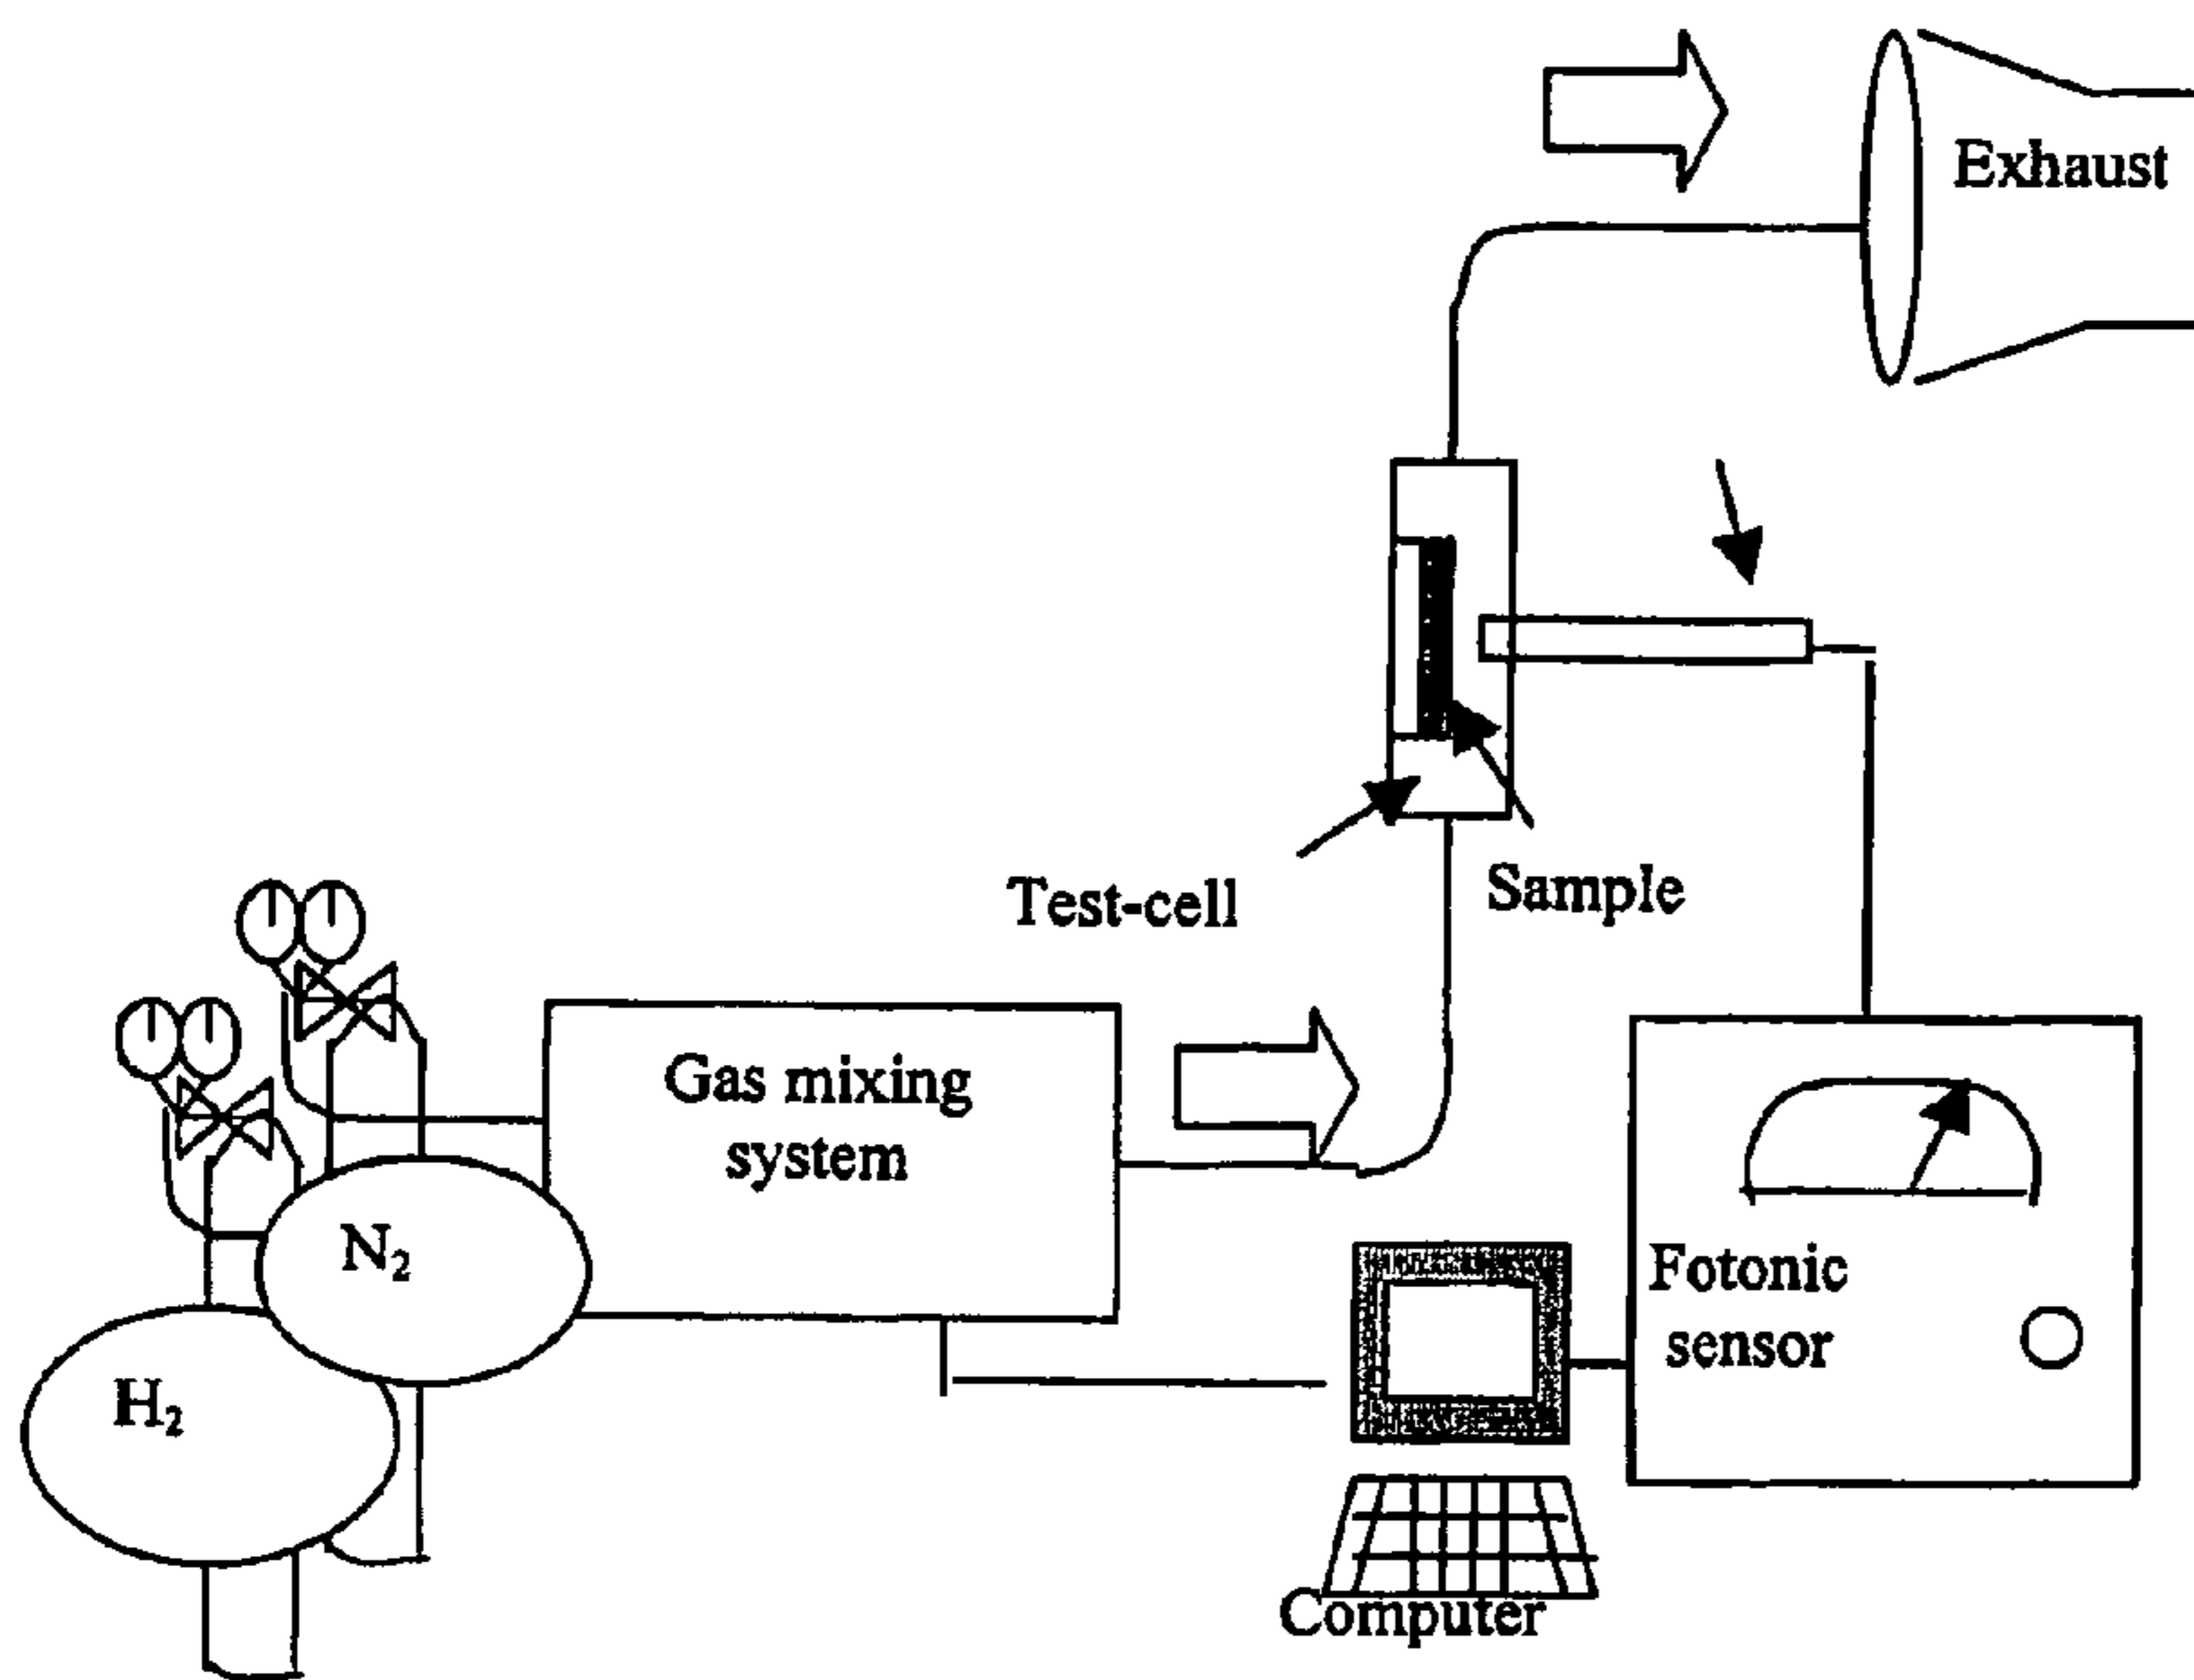 Exhaust
Test-cell
Sample
Gas mixing
system
N₂
H₂
Fotonic
sensor
Computer